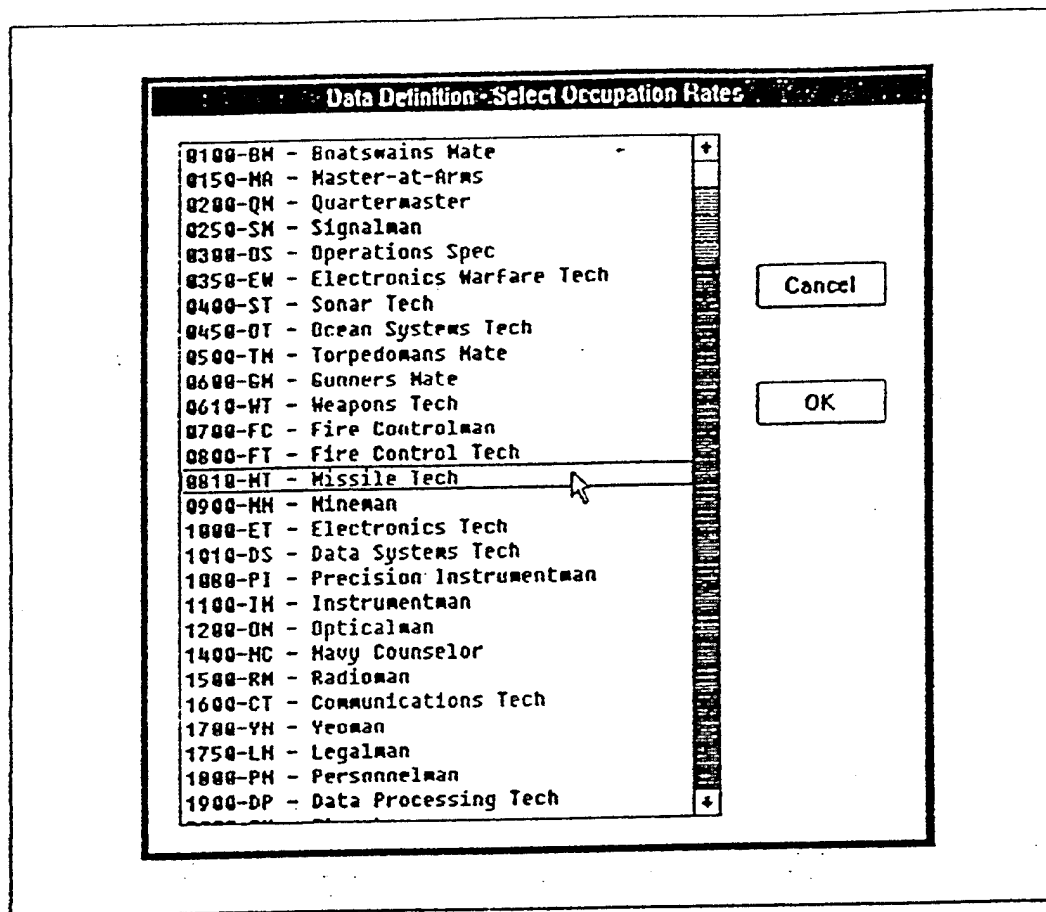 Data Definition - Select Occupation Rates
0100-BM - Boatswains Mate
0150-MA - Master-at-Arms
0200-QM - Quartermaster
0250-SM - Signalman
0300-OS - Operations Spec
0350-EW - Electronics Warfare Tech
0400-ST - Sonar Tech
0450-OT - Ocean Systems Tech
0500-TM - Torpedomans Mate
0600-GM - Gunners Mate
0610-WT - Weapons Tech
0700-FC - Fire Controlman
0800-FT - Fire Control Tech
0810-MT - Missile Tech
0900-MN - Mineman
1000-ET - Electronics Tech
1010-DS - Data Systems Tech
1080-PI - Precision Instrumentman
1100-IM - Instrumentman
1200-OM - Opticalman
1400-NC - Navy Counselor
1500-RM - Radioman
1600-CT - Communications Tech
1700-YN - Yeoman
1750-LN - Legalman
1800-PN - Personnelman
1900-DP - Data Processing Tech
Cancel
OK